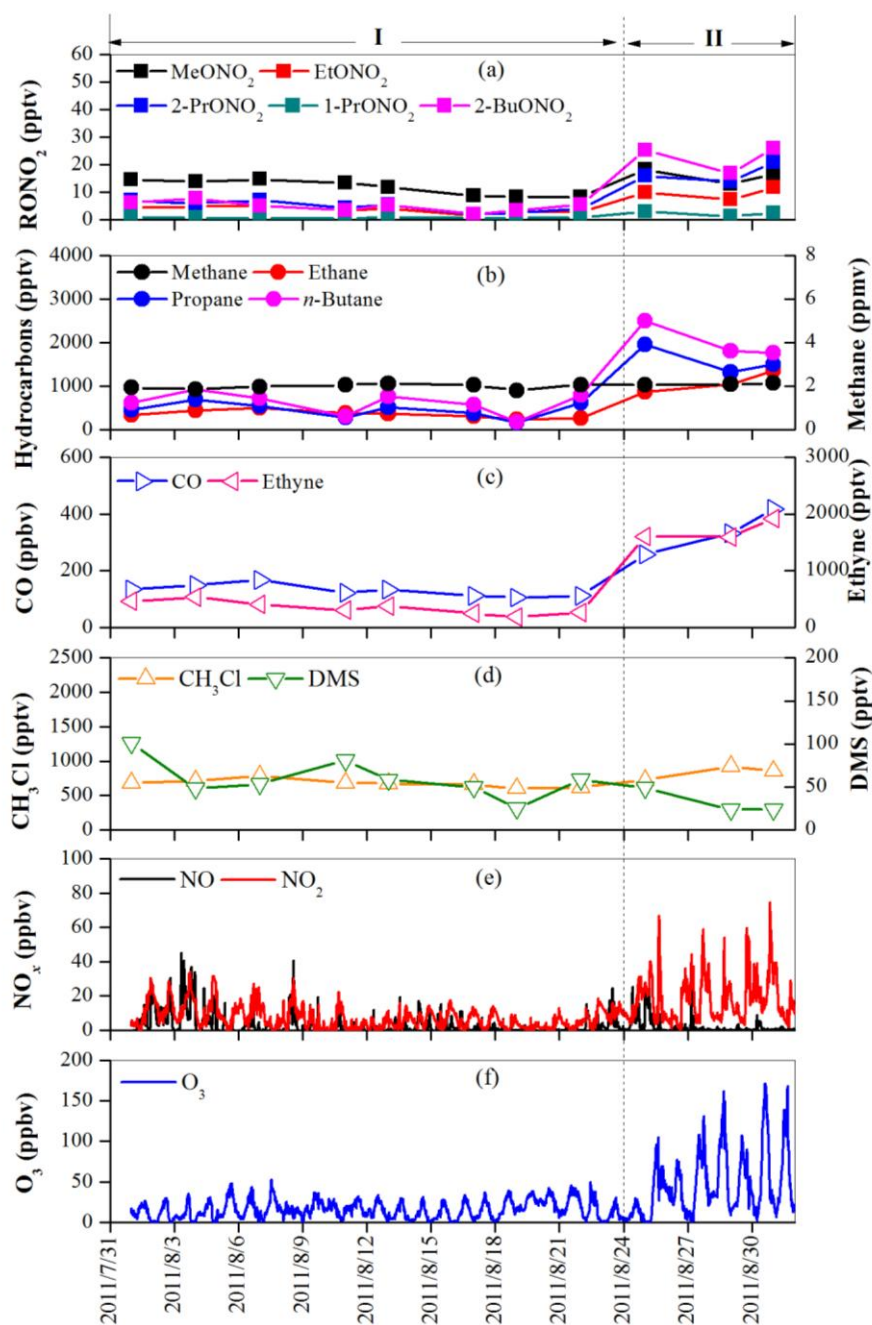 I II
(a)
MeONO₂ EtONO₂
2-PrONO₂ 1-PrONO₂ 2-BuONO₂
RONO₂ (pptv)
60
50
40
30
20
10
0
(b)
Methane Ethane
Propane n-Butane
Hydrocarbons (pptv)
4000
3000
2000
1000
0
Methane (ppmv)
8
6
4
2
0
(c)
CO Ethyne
CO (ppbv)
600
400
200
0
Ethyne (pptv)
3000
2000
1000
0
(d)
CH₃Cl DMS
CH₃Cl (pptv)
2500
2000
1500
1000
500
0
DMS (pptv)
200
150
100
50
0
(e)
NO NO₂
NOₓ (ppbv)
100
80
60
40
20
0
(f)
O₃
O₃ (ppbv)
200
150
100
50
0
2011/7/31
2011/8/3
2011/8/6
2011/8/9
2011/8/12
2011/8/15
2011/8/18
2011/8/21
2011/8/24
2011/8/27
2011/8/30